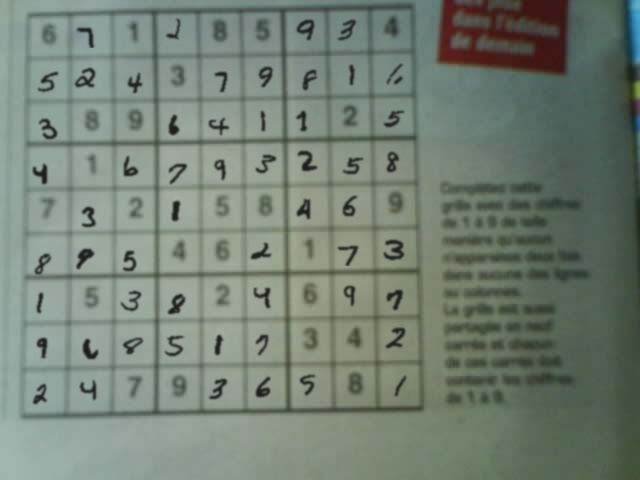 dans l'édition
de demain
6 7 1 2 8 5 9 3 4
5 2 4 3 7 9 8 1 6
3 8 9 6 4 1 7 2 5
4 1 6 7 9 3 2 5 8
7 3 2 1 5 8 4 6 9
8 9 5 4 6 2 1 7 3
1 5 3 8 2 4 6 9 7
9 6 8 5 1 7 3 4 2
2 4 7 9 3 6 5 8 1
Complétez cette
grille avec des chiffres
de 1 à 9 de telle
manière qu'aucun
n'apparaisse deux fois
dans aucune des lignes
ou colonnes.
La grille est aussi
partagée en neuf
carrés et chacun
de ces carrés doit
contenir les chiffres
de 1 à 9.